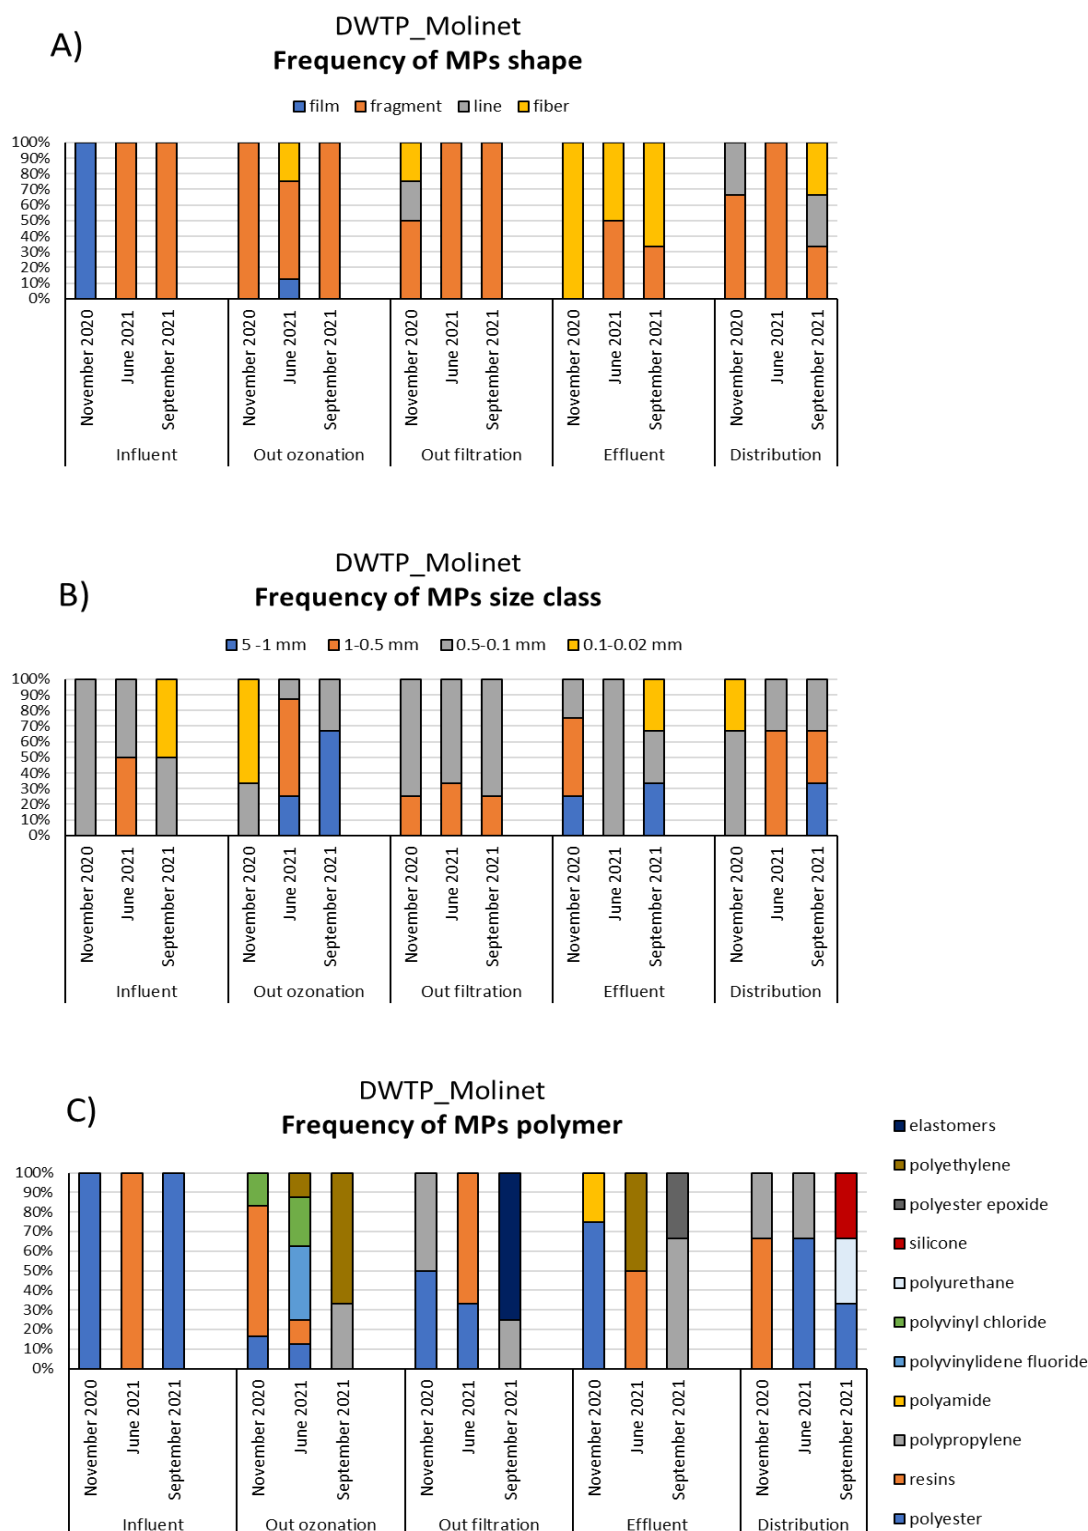 A)
DWTP_Molinet
Frequency of MPs shape
film fragment line fiber
100%
90%
80%
70%
60%
50%
40%
30%
20%
10%
0%
November 2020 June 2021 September 2021 November 2020 June 2021 September 2021 November 2020 June 2021 September 2021 November 2020 June 2021 September 2021 November 2020 June 2021 September 2021
Influent Out ozonation Out filtration Effluent Distribution
B)
DWTP_Molinet
Frequency of MPs size class
5 -1 mm 1-0.5 mm 0.5-0.1 mm 0.1-0.02 mm
100%
90%
80%
70%
60%
50%
40%
30%
20%
10%
0%
November 2020 June 2021 September 2021 November 2020 June 2021 September 2021 November 2020 June 2021 September 2021 November 2020 June 2021 September 2021 November 2020 June 2021 September 2021
Influent Out ozonation Out filtration Effluent Distribution
C)
DWTP_Molinet
Frequency of MPs polymer
100%
90%
80%
70%
60%
50%
40%
30%
20%
10%
0%
November 2020 June 2021 September 2021 November 2020 June 2021 September 2021 November 2020 June 2021 September 2021 November 2020 June 2021 September 2021 November 2020 June 2021 September 2021
Influent Out ozonation Out filtration Effluent Distribution
elastomers
polyethylene
polyester epoxide
silicone
polyurethane
polyvinyl chloride
polyvinylidene fluoride
polyamide
polypropylene
resins
polyester